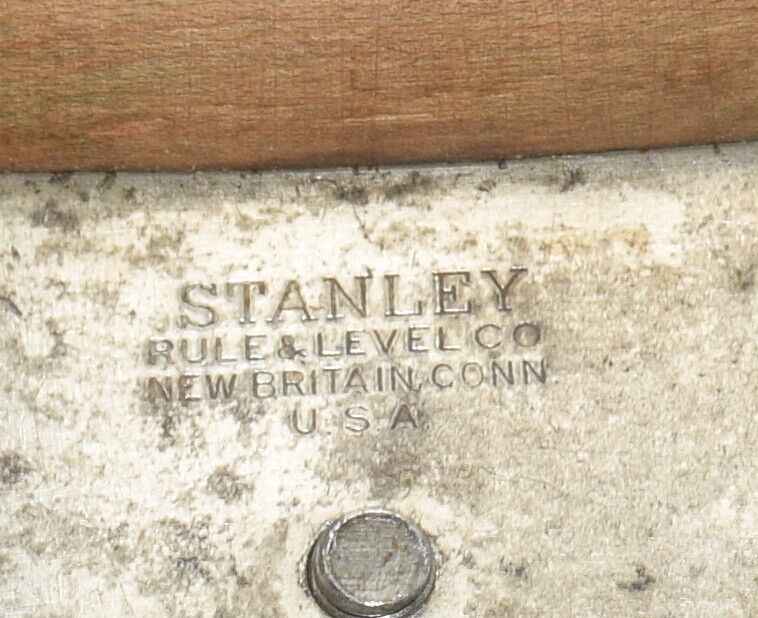 STANLEY
RULE & LEVEL CO
NEW BRITAIN, CONN
U.S.A.